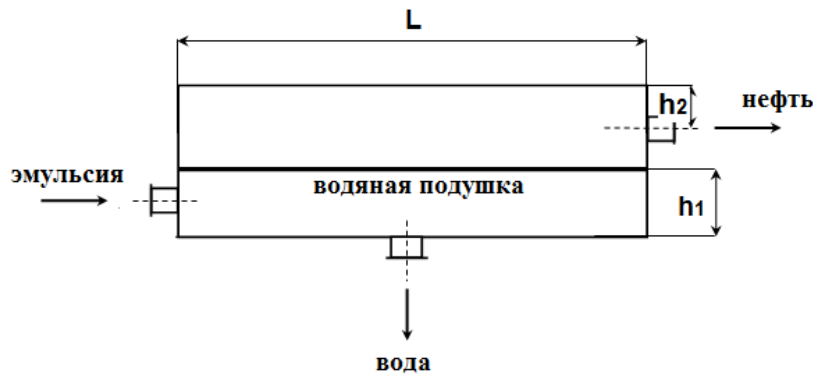 L
h2
нефть
эмульсия
водяная подушка
h1
вода